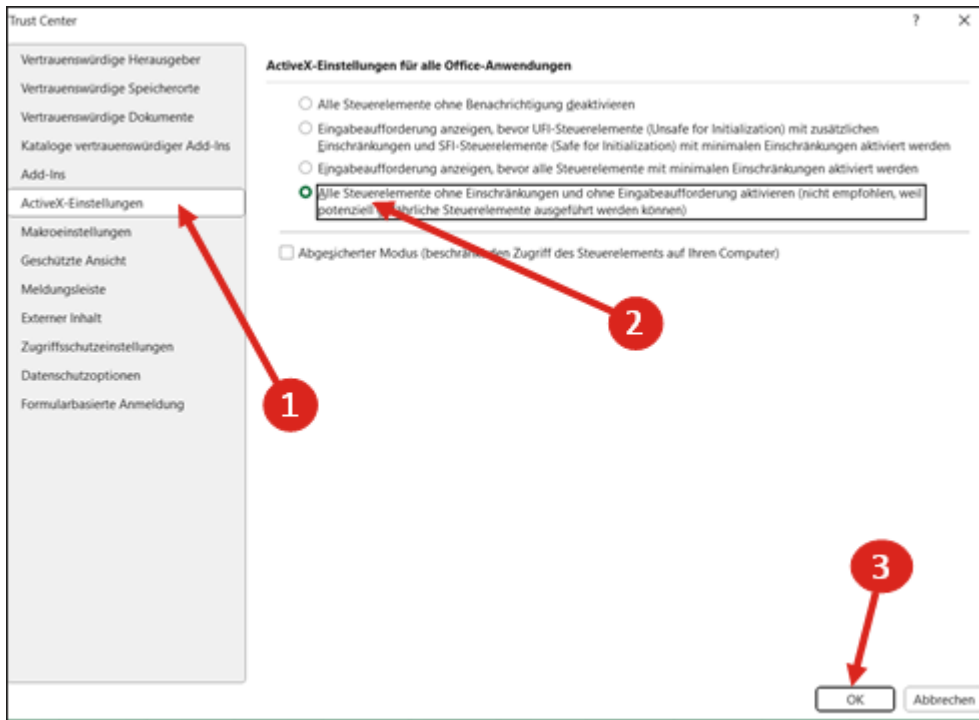 Trust Center
? ×
Vertrauenswürdige Herausgeber
Vertrauenswürdige Speicherorte
Vertrauenswürdige Dokumente
Kataloge vertrauenswürdiger Add-Ins
Add-Ins
ActiveX-Einstellungen
Makroeinstellungen
Geschützte Ansicht
Meldungsleiste
Externer Inhalt
Zugriffsschutzeinstellungen
Datenschutzoptionen
Formularbasierte Anmeldung
ActiveX-Einstellungen für alle Office-Anwendungen
Alle Steuerelemente ohne Benachrichtigung deaktivieren
Eingabeaufforderung anzeigen, bevor UFI-Steuerelemente (Unsafe for Initialization) mit zusätzlichen
Einschränkungen und SFI-Steuerelemente (Safe for Initialization) mit minimalen Einschränkungen aktiviert werden
Eingabeaufforderung anzeigen, bevor alle Steuerelemente mit minimalen Einschränkungen aktiviert werden
Alle Steuerelemente ohne Einschränkungen und ohne Eingabeaufforderung aktivieren (nicht empfohlen, weil
potenziell gefährliche Steuerelemente ausgeführt werden können)
Abgesicherter Modus (beschränkt den Zugriff des Steuerelements auf Ihren Computer)
1
2
3
OK Abbrechen